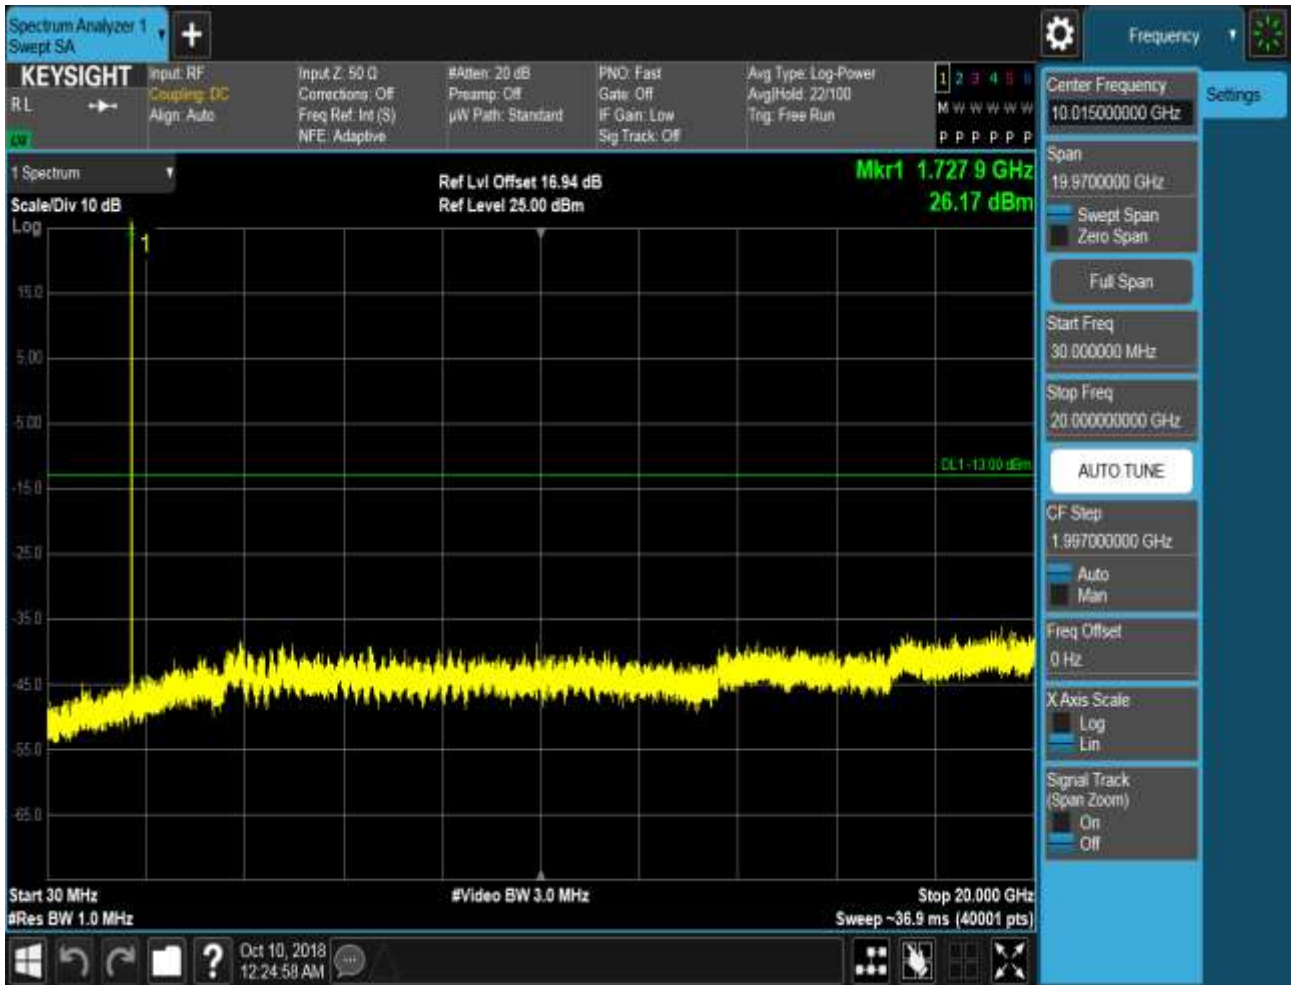 Spectrum Analyzer 1
Swept SA
+
Frequency
KEYSIGHT
Input: RF
Coupling: DC
Align: Auto
Input Z: 50 Ω
Corrections: Off
Freq Ref: Int (S)
NFE: Adaptive
#Atten: 20 dB
Preamp: Off
µW Path: Standard
PNO: Fast
Gate: Off
IF Gain: Low
Sig Track: Off
Avg Type: Log-Power
Avg|Hold: 22/100
Trig: Free Run
1 2 3 4 5 6
M W W W W W
P P P P P P
R L
1 Spectrum
Scale/Div 10 dB
Log
Ref Lvl Offset 16.94 dB
Ref Level 25.00 dBm
Mkr1 1.727 9 GHz
26.17 dBm
1
15.0
5.00
-5.00
DL1 -13.00 dBm
-15.0
-25.0
-35.0
-45.0
-55.0
-65.0
Start 30 MHz
#Res BW 1.0 MHz
#Video BW 3.0 MHz
Stop 20.000 GHz
Sweep ~36.9 ms (40001 pts)
Center Frequency
10.015000000 GHz
Settings
Span
19.9700000 GHz
Swept Span
Zero Span
Full Span
Start Freq
30.000000 MHz
Stop Freq
20.000000000 GHz
AUTO TUNE
CF Step
1.997000000 GHz
Auto
Man
Freq Offset
0 Hz
X Axis Scale
Log
Lin
Signal Track
(Span Zoom)
On
Off
?
Oct 10, 2018
12:24:58 AM